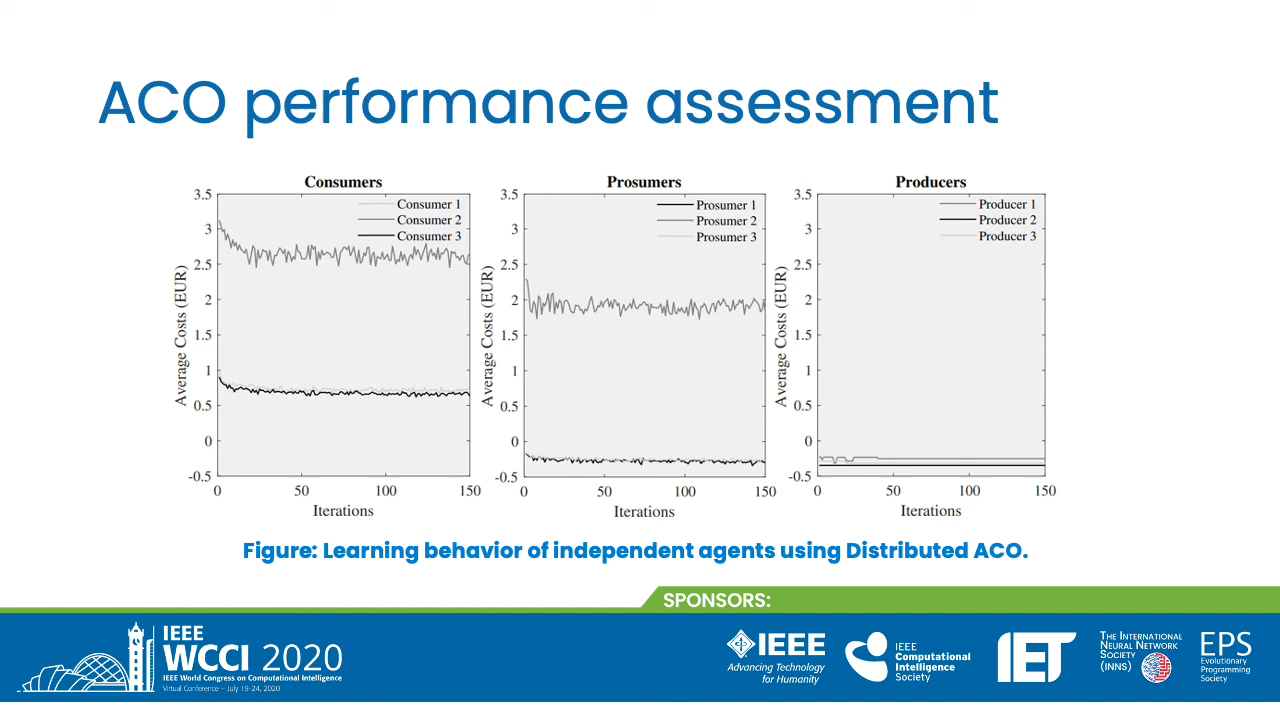 ACO performance assessment
Consumers
3.5
3
2.5
2
1.5
1
0.5
0
-0.5
Average Costs (EUR)
Consumer 1
Consumer 2
Consumer 3
0 50 100 150
Iterations
Prosumers
3.5
3
2.5
2
1.5
1
0.5
0
-0.5
Average Costs (EUR)
Prosumer 1
Prosumer 2
Prosumer 3
0 50 100 150
Iterations
Producers
3.5
3
2.5
2
1.5
1
0.5
0
-0.5
Average Costs (EUR)
Producer 1
Producer 2
Producer 3
0 50 100 150
Iterations
Figure: Learning behavior of independent agents using Distributed ACO.
SPONSORS:
IEEE
WCCI 2020
IEEE World Congress on Computational Intelligence
Virtual Conference – July 19-24, 2020
IEEE
Advancing Technology
for Humanity
IEEE
Computational
Intelligence
Society
IET
The International
Neural Network
Society
(INNS)
EPS
Evolutionary
Programming
Society